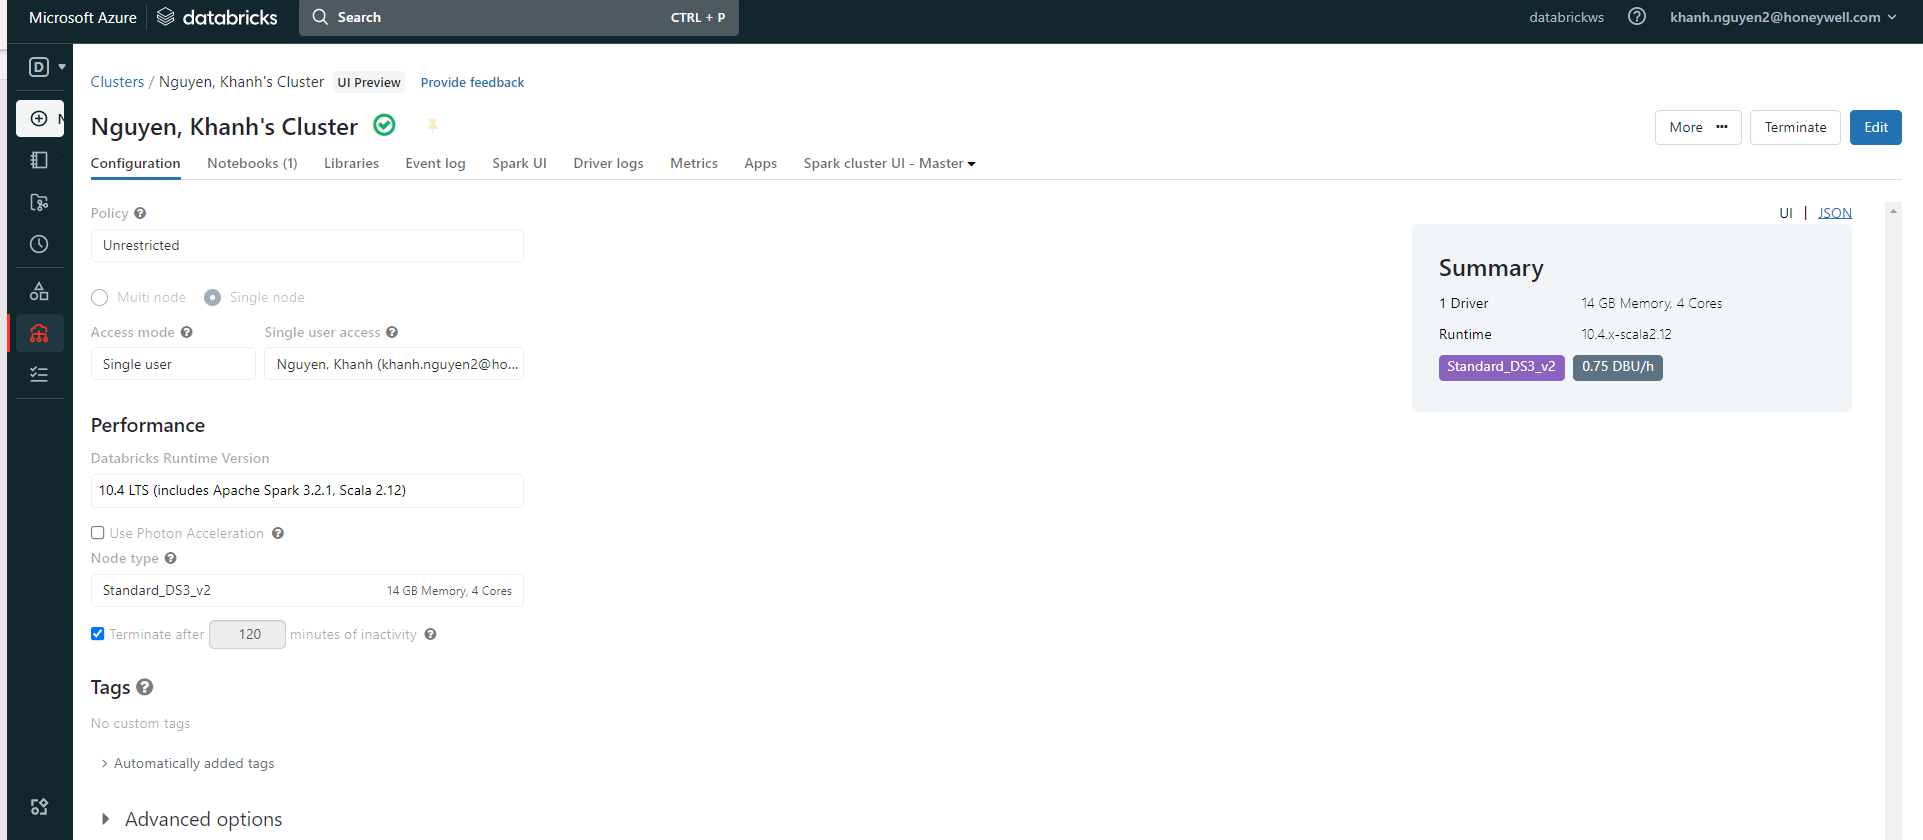 Microsoft Azure databricks Search CTRL + P databrickws khanh.nguyen2@honeywell.com
D
Clusters / Nguyen, Khanh's Cluster UI Preview Provide feedback
N
Nguyen, Khanh's Cluster More ••• Terminate Edit
Configuration Notebooks (1) Libraries Event log Spark UI Driver logs Metrics Apps Spark cluster UI - Master
Policy
UI | JSON
Unrestricted
Summary
Multi node Single node
1 Driver 14 GB Memory, 4 Cores
Access mode Single user access
Runtime 10.4.x-scala2.12
Single user Nguyen, Khanh (khanh.nguyen2@ho...
Standard_DS3_v2 0.75 DBU/h
Performance
Databricks Runtime Version
10.4 LTS (includes Apache Spark 3.2.1, Scala 2.12)
Use Photon Acceleration
Node type
Standard_DS3_v2 14 GB Memory, 4 Cores
Terminate after 120 minutes of inactivity
Tags
No custom tags
Automatically added tags
Advanced options